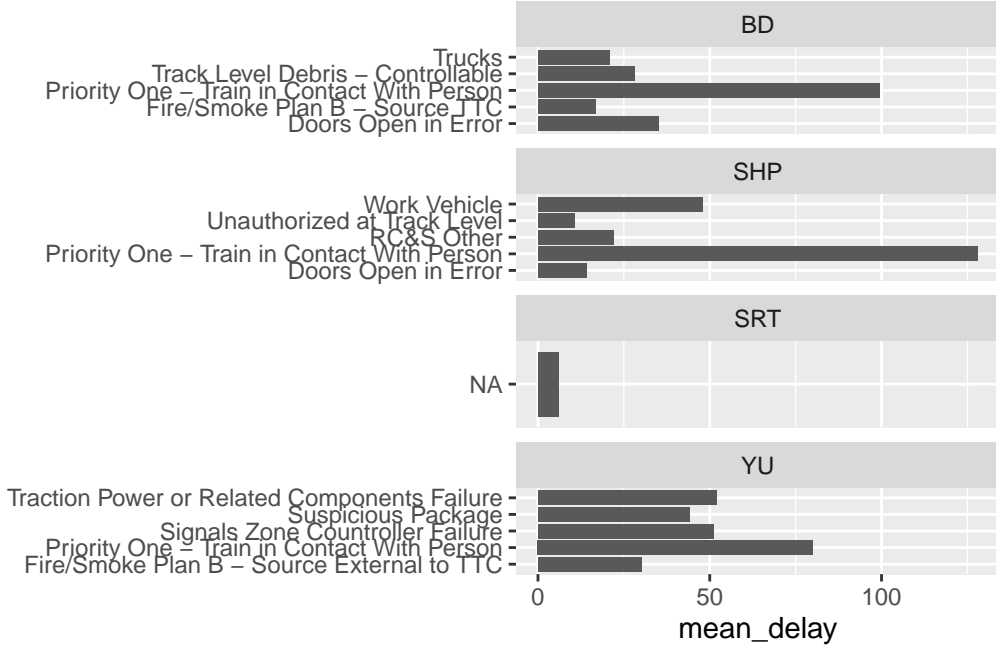 BD
Trucks
Track Level Debris – Controllable
Priority One – Train in Contact With Person
Fire/Smoke Plan B – Source TTC
Doors Open in Error
SHP
Work Vehicle
Unauthorized at Track Level
RC&S Other
Priority One – Train in Contact With Person
Doors Open in Error
SRT
NA
YU
Traction Power or Related Components Failure
Suspicious Package
Signals Zone Countroller Failure
Priority One – Train in Contact With Person
Fire/Smoke Plan B – Source External to TTC
0 50 100
mean_delay